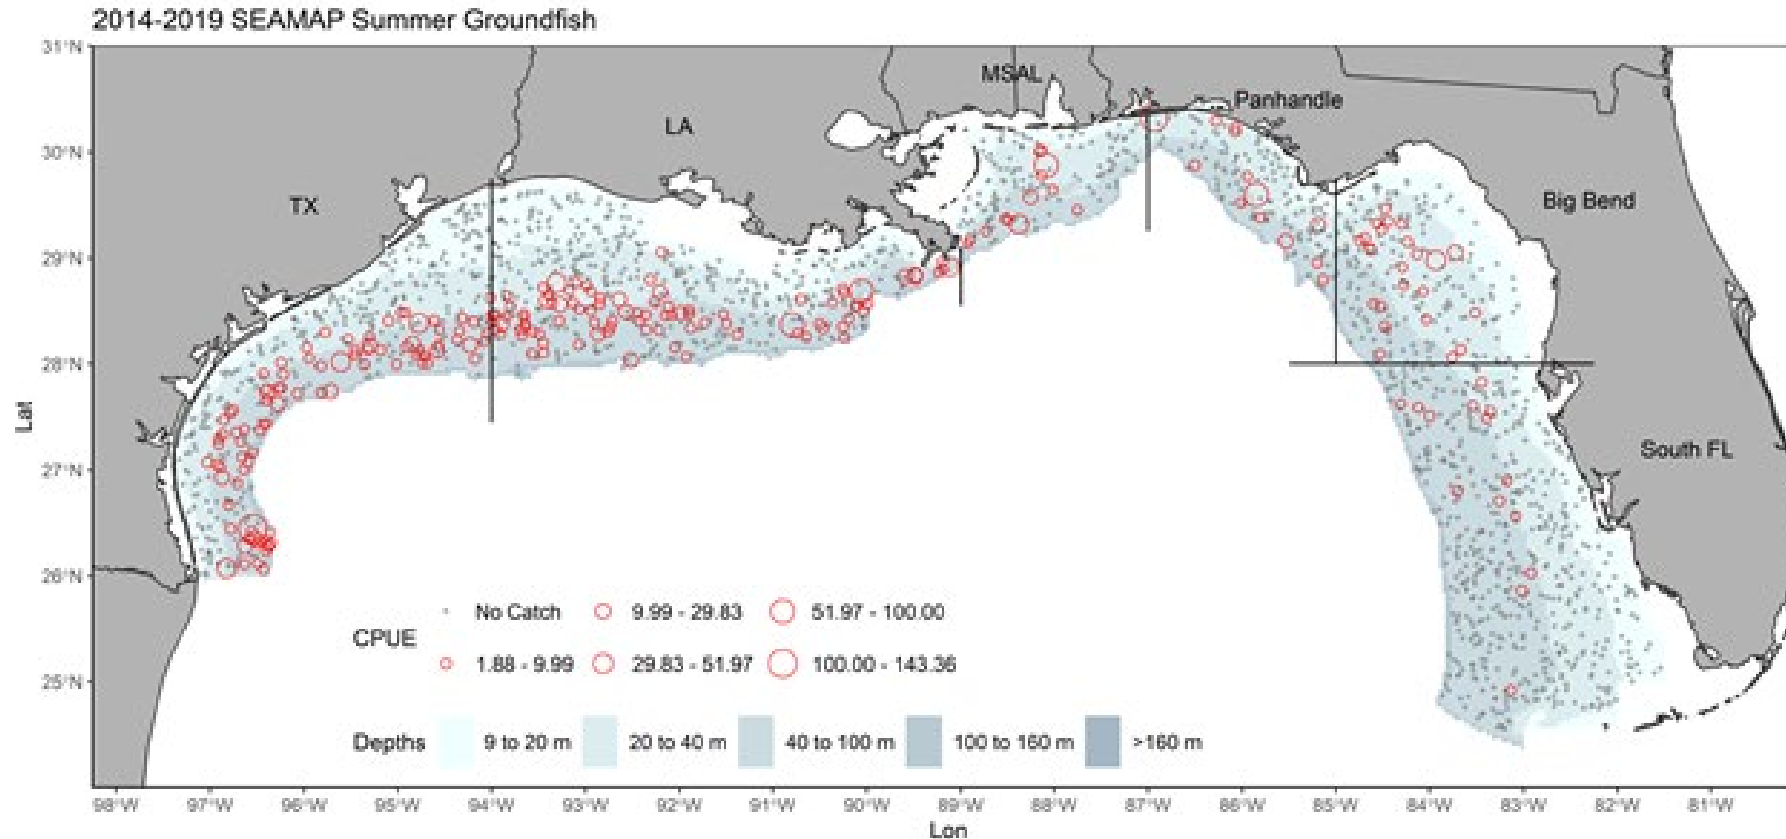 2014-2019 SEAMAP Summer Groundfish
31°N
30°N
29°N
28°N
27°N
26°N
25°N
Lat
TX
LA
MSAL
Panhandle
Big Bend
South FL
CPUE
No Catch
9.99 - 29.83
51.97 - 100.00
1.88 - 9.99
29.83 - 51.97
100.00 - 143.36
Depths
9 to 20 m
20 to 40 m
40 to 100 m
100 to 160 m
>160 m
98°W 97°W 96°W 95°W 94°W 93°W 92°W 91°W 90°W 89°W 88°W 87°W 86°W 85°W 84°W 83°W 82°W 81°W
Lon